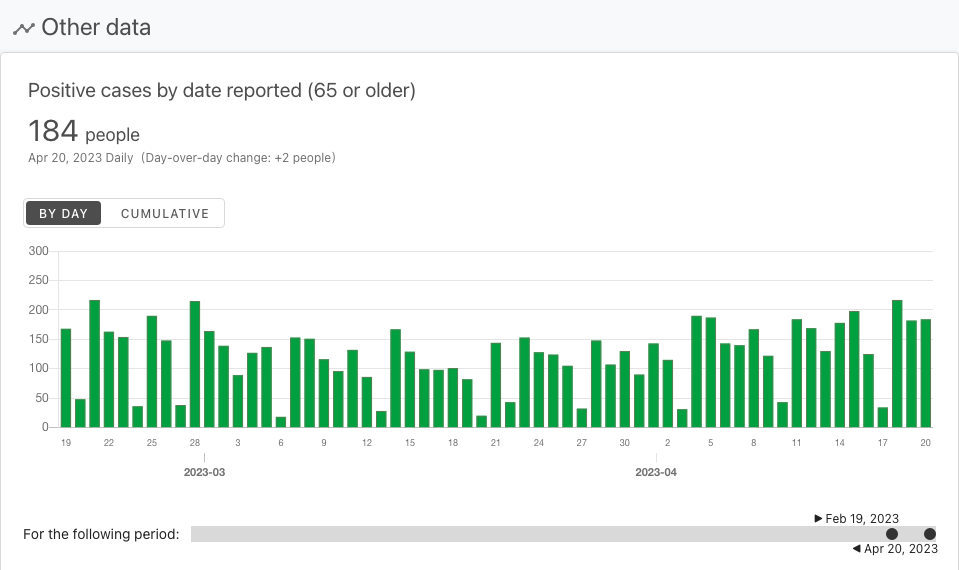 Other data
Positive cases by date reported (65 or older)
184 people
Apr 20, 2023 Daily (Day-over-day change: +2 people)
BY DAY CUMULATIVE
300
250
200
150
100
50
0
19 22 25 28 3 6 9 12 15 18 21 24 27 30 2 5 8 11 14 17 20
2023-03 2023-04
▶ Feb 19, 2023
For the following period:
◀ Apr 20, 2023